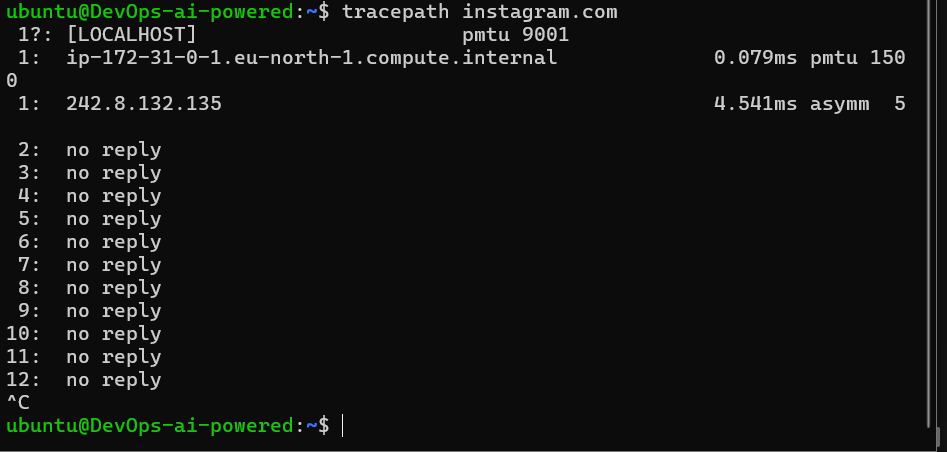 ubuntu@DevOps-ai-powered:~$ tracepath instagram.com
 1?: [LOCALHOST]                      pmtu 9001
 1:  ip-172-31-0-1.eu-north-1.compute.internal             0.079ms pmtu 150
0
 1:  242.8.132.135                                         4.541ms asymm  5
 2:  no reply
 3:  no reply
 4:  no reply
 5:  no reply
 6:  no reply
 7:  no reply
 8:  no reply
 9:  no reply
10:  no reply
11:  no reply
12:  no reply
^C
ubuntu@DevOps-ai-powered:~$